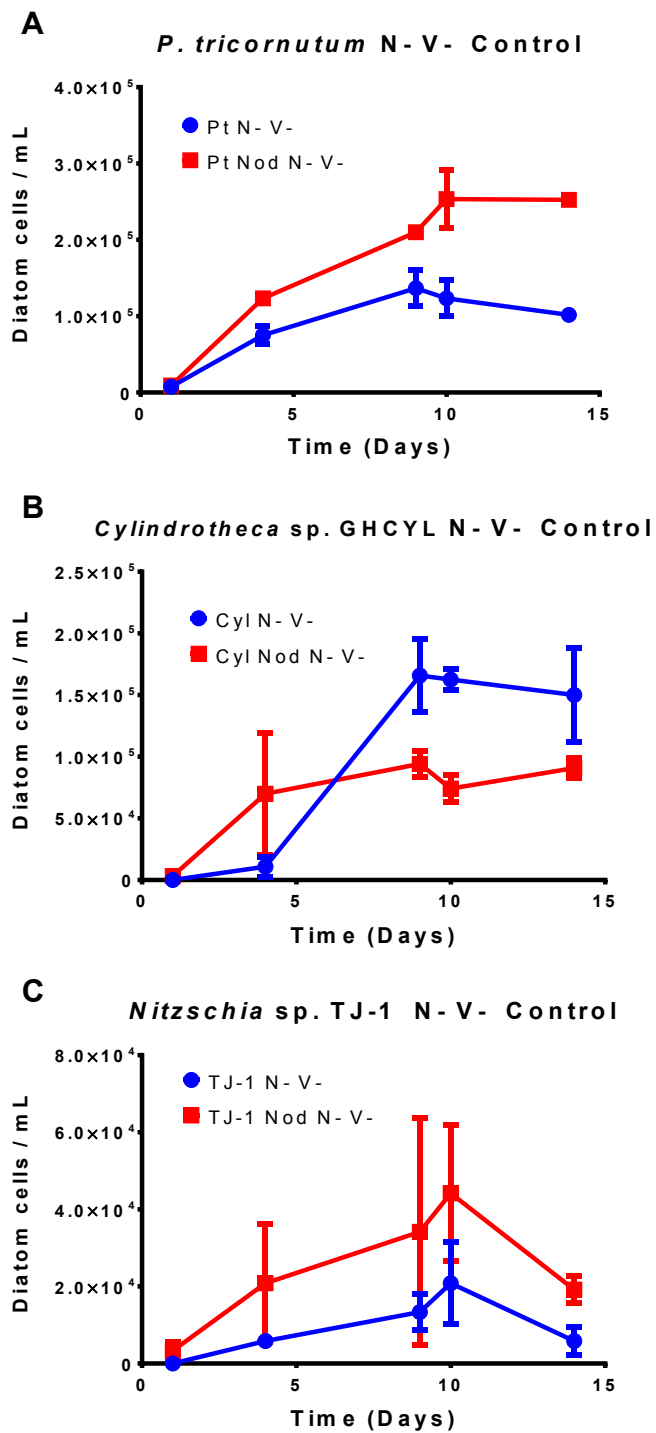 A
P. tricornutum N- V- Control
4.0×10⁵
3.0×10⁵
2.0×10⁵
1.0×10⁵
0
Diatom cells / mL
Pt N- V-
Pt Nod N- V-
0 5 10 15
Time (Days)
B
Cylindrotheca sp. GHCYL N- V- Control
2.5×10⁵
2.0×10⁵
1.5×10⁵
1.0×10⁵
5.0×10⁴
0
Diatom cells / mL
Cyl N- V-
Cyl Nod N- V-
0 5 10 15
Time (Days)
C
Nitzschia sp. TJ-1 N- V- Control
8.0×10⁴
6.0×10⁴
4.0×10⁴
2.0×10⁴
0
Diatom cells / mL
TJ-1 N- V-
TJ-1 Nod N- V-
0 5 10 15
Time (Days)